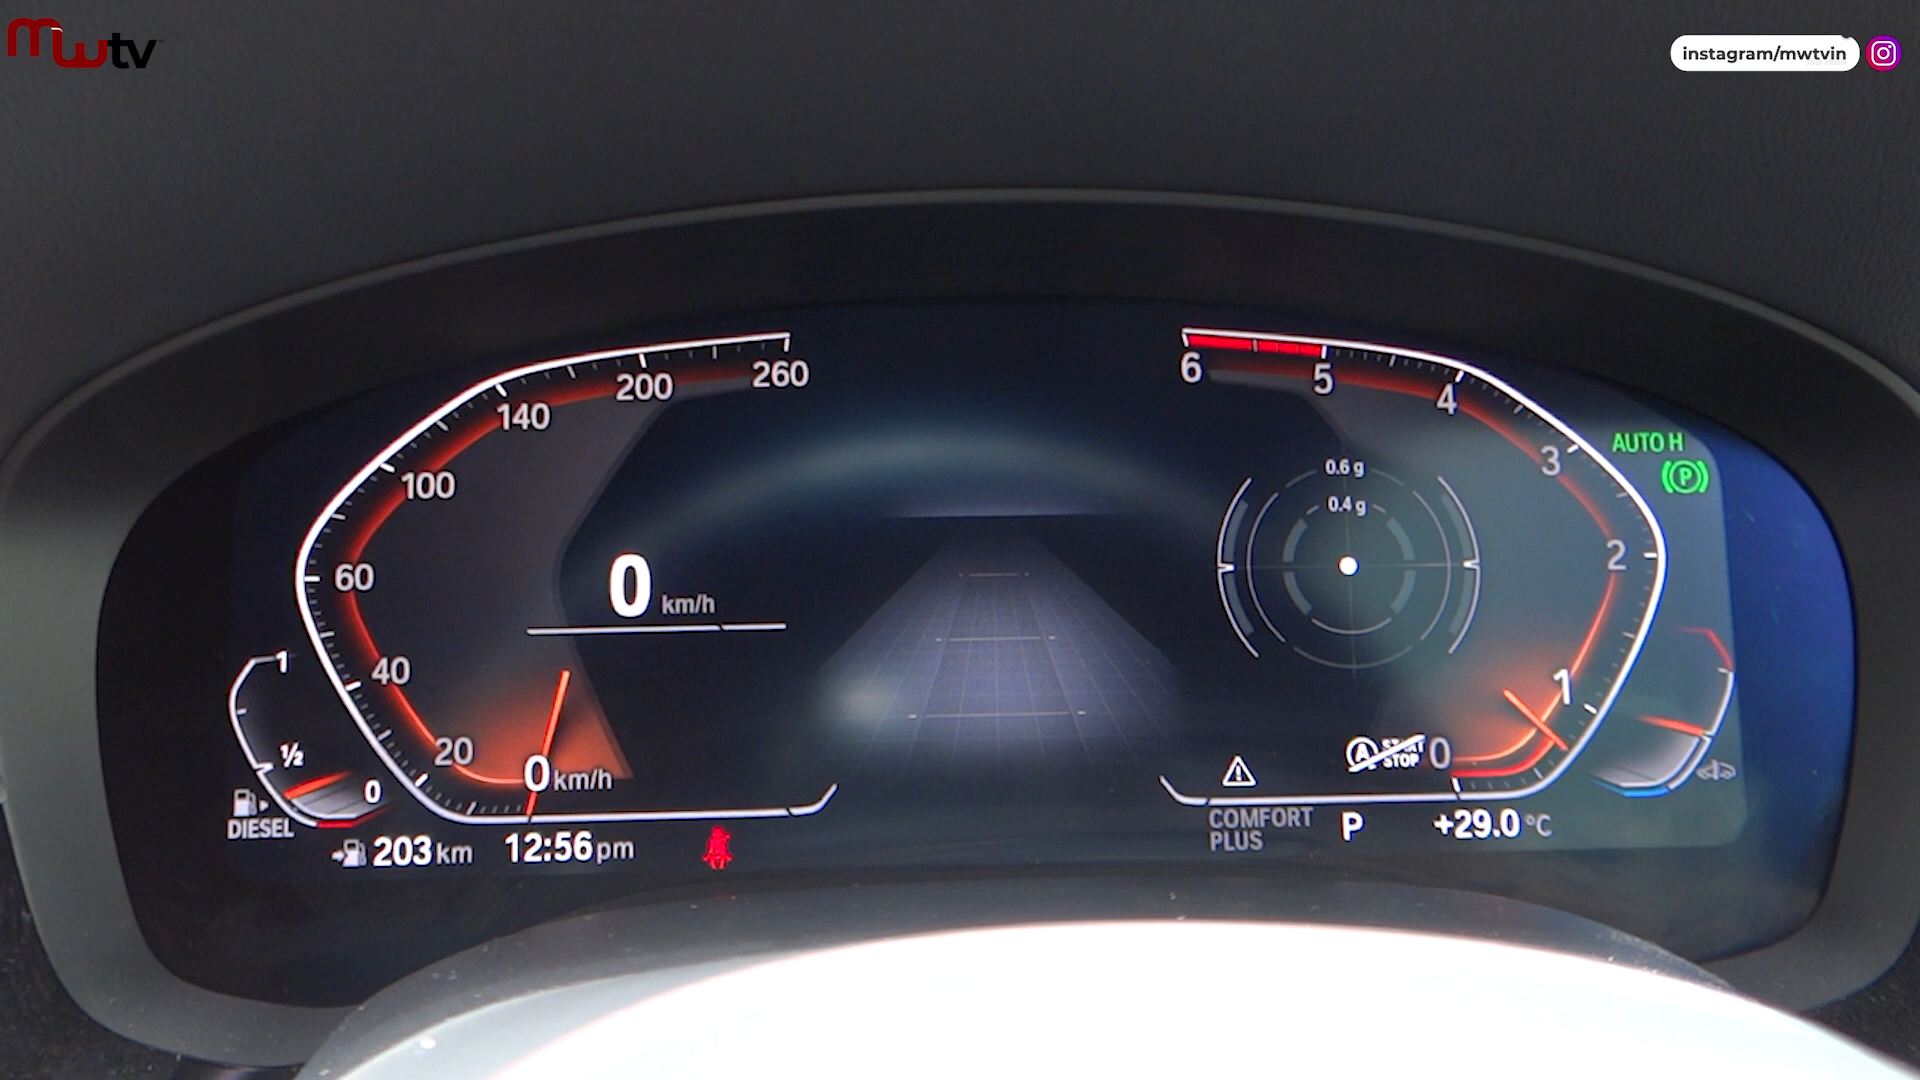 mwtv
instagram/mwtvin
260
200
140
100
60
40
20
0 km/h
0 km/h
6
5
4
3
2
1
0
0.6 g
0.4 g
AUTO H
P
1
½
0
DIESEL
203 km
12:56 pm
A START STOP
COMFORT
PLUS
P
+29.0 °C